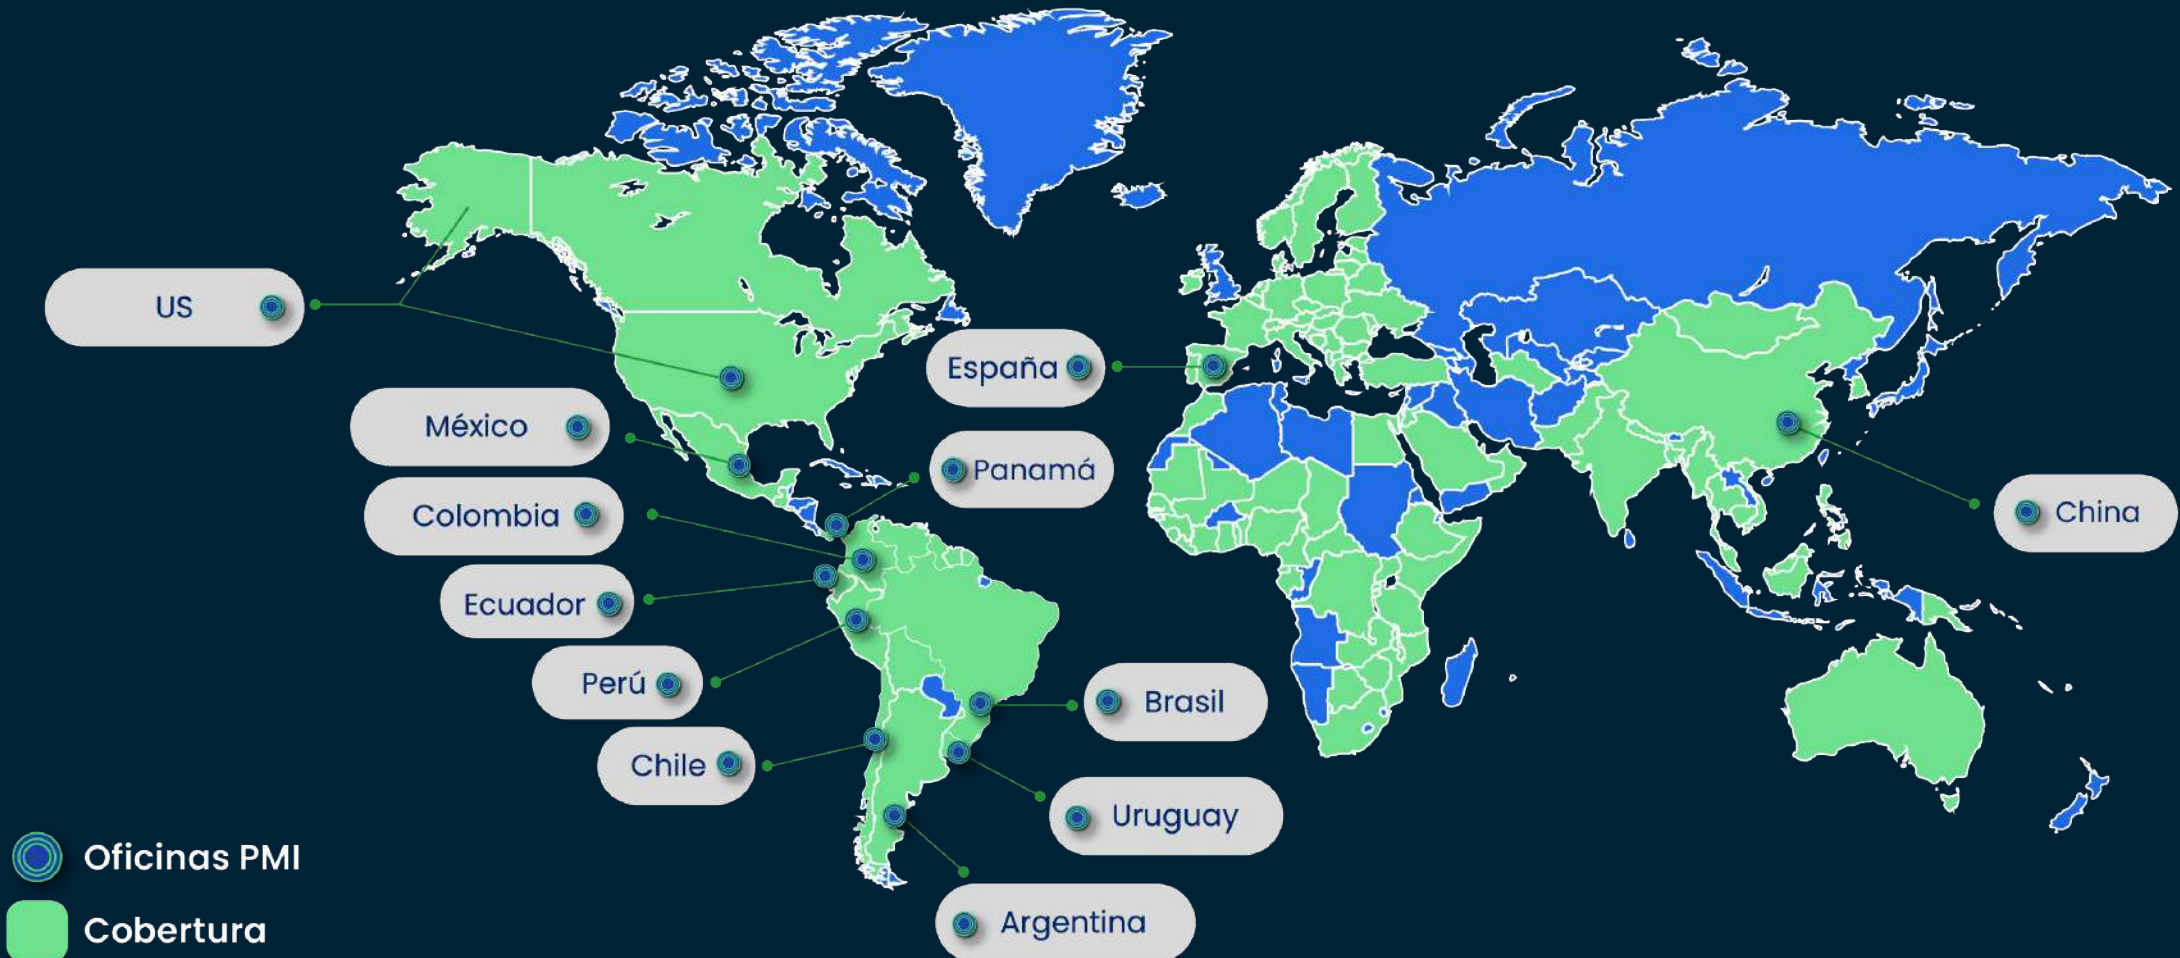 US
España
México
Panamá
Colombia
China
Ecuador
Perú
Brasil
Chile
Uruguay
Oficinas PMI
Argentina
Cobertura